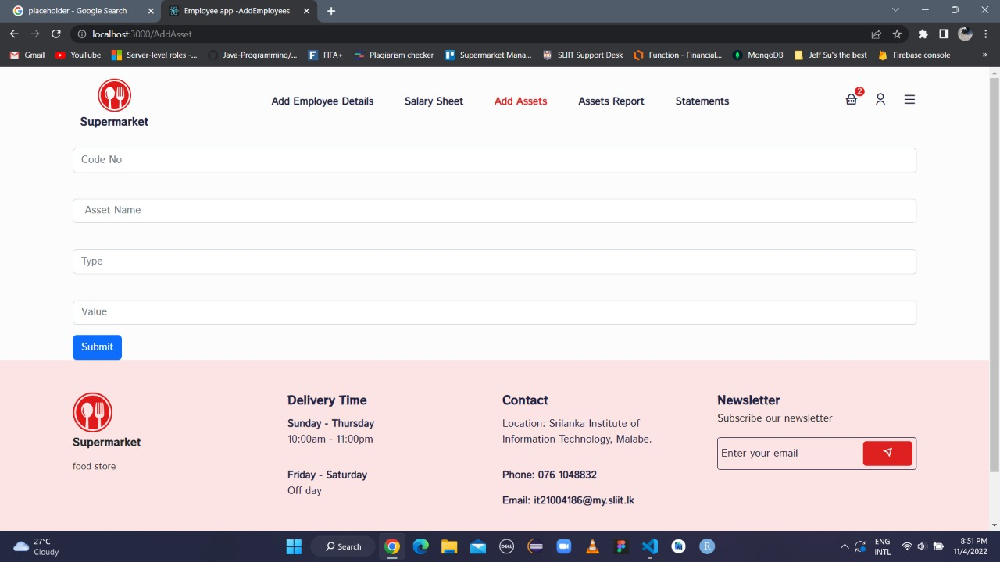 placeholder - Google Search
Employee app -AddEmployees
localhost:3000/AddAsset
Gmail
YouTube
Server-level roles -...
Java-Programming/...
FIFA+
Plagiarism checker
Supermarket Mana...
SLIIT Support Desk
Function - Financial...
MongoDB
Jeff Su's the best
Firebase console
»
Supermarket
Add Employee Details
Salary Sheet
Add Assets
Assets Report
Statements
2
Code No
Asset Name
Type
Value
Submit
Supermarket
food store
Delivery Time
Sunday - Thursday
10:00am - 11:00pm
Friday - Saturday
Off day
Contact
Location: Srilanka Institute of
Information Technology, Malabe.
Phone: 076 1048832
Email: it21004186@my.sliit.lk
Newsletter
Subscribe our newsletter
Enter your email
27°C
Cloudy
Search
DELL
R
ENG
INTL
8:51 PM
11/4/2022